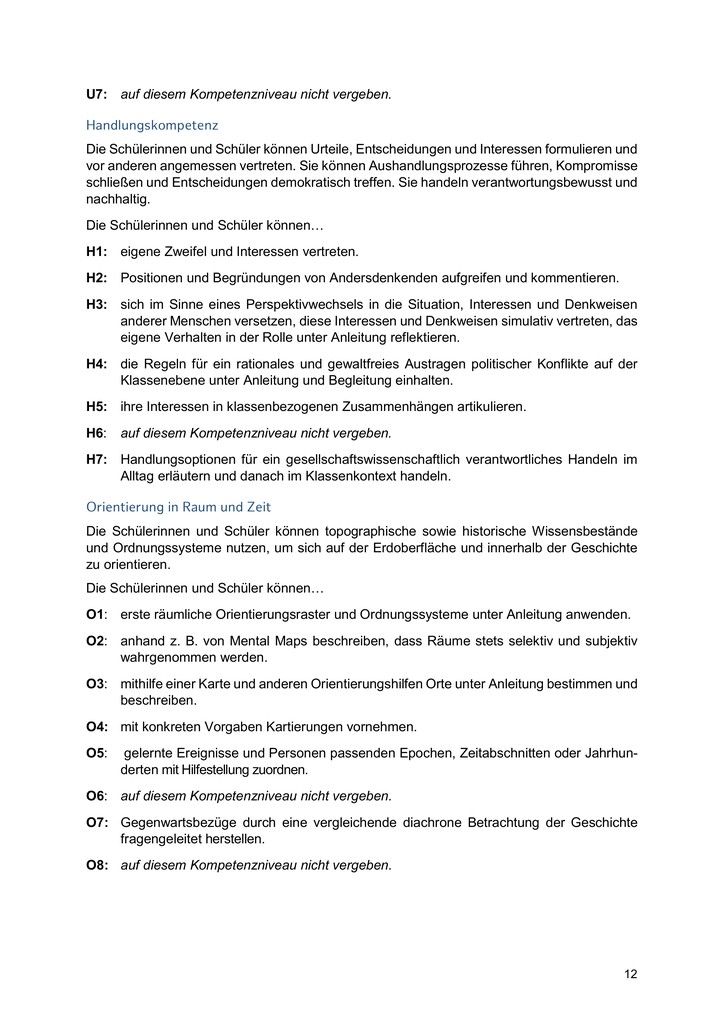 U7: auf diesem Kompetenzniveau nicht vergeben.
Handlungskompetenz
Die Schülerinnen und Schüler können Urteile, Entscheidungen und Interessen formulieren und
vor anderen angemessen vertreten. Sie können Aushandlungsprozesse führen, Kompromisse
schließen und Entscheidungen demokratisch treffen. Sie handeln verantwortungsbewusst und
nachhaltig.
Die Schülerinnen und Schüler können…
H1: eigene Zweifel und Interessen vertreten.
H2: Positionen und Begründungen von Andersdenkenden aufgreifen und kommentieren.
H3: sich im Sinne eines Perspektivwechsels in die Situation, Interessen und Denkweisen
anderer Menschen versetzen, diese Interessen und Denkweisen simulativ vertreten, das
eigene Verhalten in der Rolle unter Anleitung reflektieren.
H4: die Regeln für ein rationales und gewaltfreies Austragen politischer Konflikte auf der
Klassenebene unter Anleitung und Begleitung einhalten.
H5: ihre Interessen in klassenbezogenen Zusammenhängen artikulieren.
H6: auf diesem Kompetenzniveau nicht vergeben.
H7: Handlungsoptionen für ein gesellschaftswissenschaftlich verantwortliches Handeln im
Alltag erläutern und danach im Klassenkontext handeln.
Orientierung in Raum und Zeit
Die Schülerinnen und Schüler können topographische sowie historische Wissensbestände
und Ordnungssysteme nutzen, um sich auf der Erdoberfläche und innerhalb der Geschichte
zu orientieren.
Die Schülerinnen und Schüler können…
O1: erste räumliche Orientierungsraster und Ordnungssysteme unter Anleitung anwenden.
O2: anhand z. B. von Mental Maps beschreiben, dass Räume stets selektiv und subjektiv
wahrgenommen werden.
O3: mithilfe einer Karte und anderen Orientierungshilfen Orte unter Anleitung bestimmen und
beschreiben.
O4: mit konkreten Vorgaben Kartierungen vornehmen.
O5: gelernte Ereignisse und Personen passenden Epochen, Zeitabschnitten oder Jahrhun-
derten mit Hilfestellung zuordnen.
O6: auf diesem Kompetenzniveau nicht vergeben.
O7: Gegenwartsbezüge durch eine vergleichende diachrone Betrachtung der Geschichte
fragengeleitet herstellen.
O8: auf diesem Kompetenzniveau nicht vergeben.
12